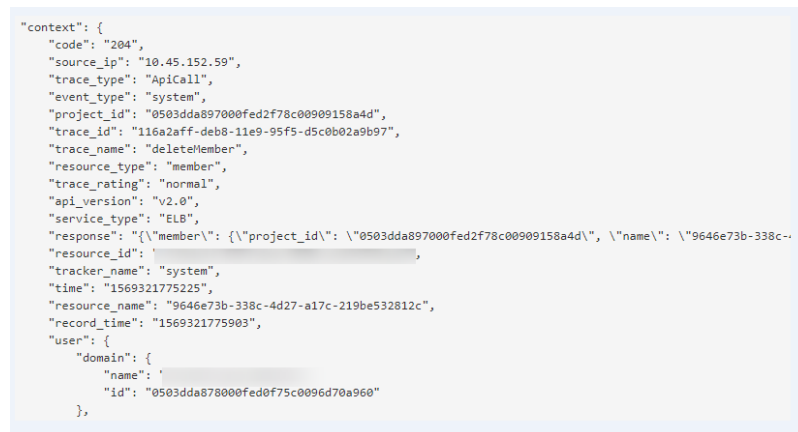 "context": {
"code": "204",
"source_ip": "10.45.152.59",
"trace_type": "ApiCall",
"event_type": "system",
"project_id": "0503dda897000fed2f78c00909158a4d",
"trace_id": "116a2aff-deb8-11e9-95f5-d5c0b02a9b97",
"trace_name": "deleteMember",
"resource_type": "member",
"trace_rating": "normal",
"api_version": "v2.0",
"service_type": "ELB",
"response": "{\"member\": {\"project_id\": \"0503dda897000fed2f78c00909158a4d\", \"name\": \"9646e73b-338c-4
"resource_id": ' ,
"tracker_name": "system",
"time": "1569321775225",
"resource_name": "9646e73b-338c-4d27-a17c-219be532812c",
"record_time": "1569321775903",
"user": {
"domain": {
"name": '
"id": "0503dda878000fed0f75c0096d70a960"
},